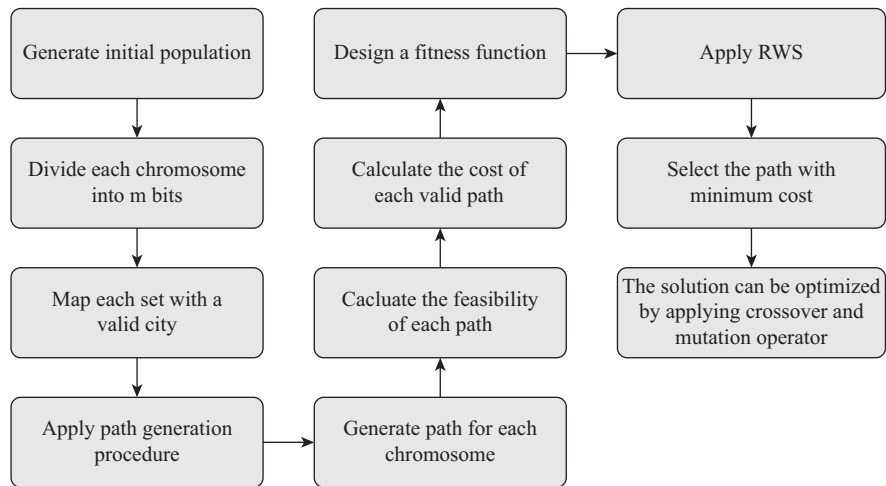 Generate initial population
Divide each chromosome
into m bits
Map each set with a
valid city
Apply path generation
procedure
Generate path for each
chromosome
Cacluate the feasibility
of each path
Calculate the cost of
each valid path
Design a fitness function
Apply RWS
Select the path with
minimum cost
The solution can be optimized
by applying crossover and
mutation operator